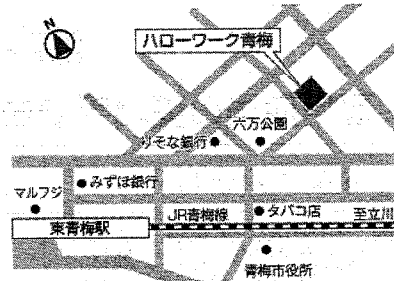 N
ハローワーク青梅
六万公園
りそな銀行
みずほ銀行
マルフジ
JR青梅線
タバコ店
至立川
東青梅駅
青梅市役所